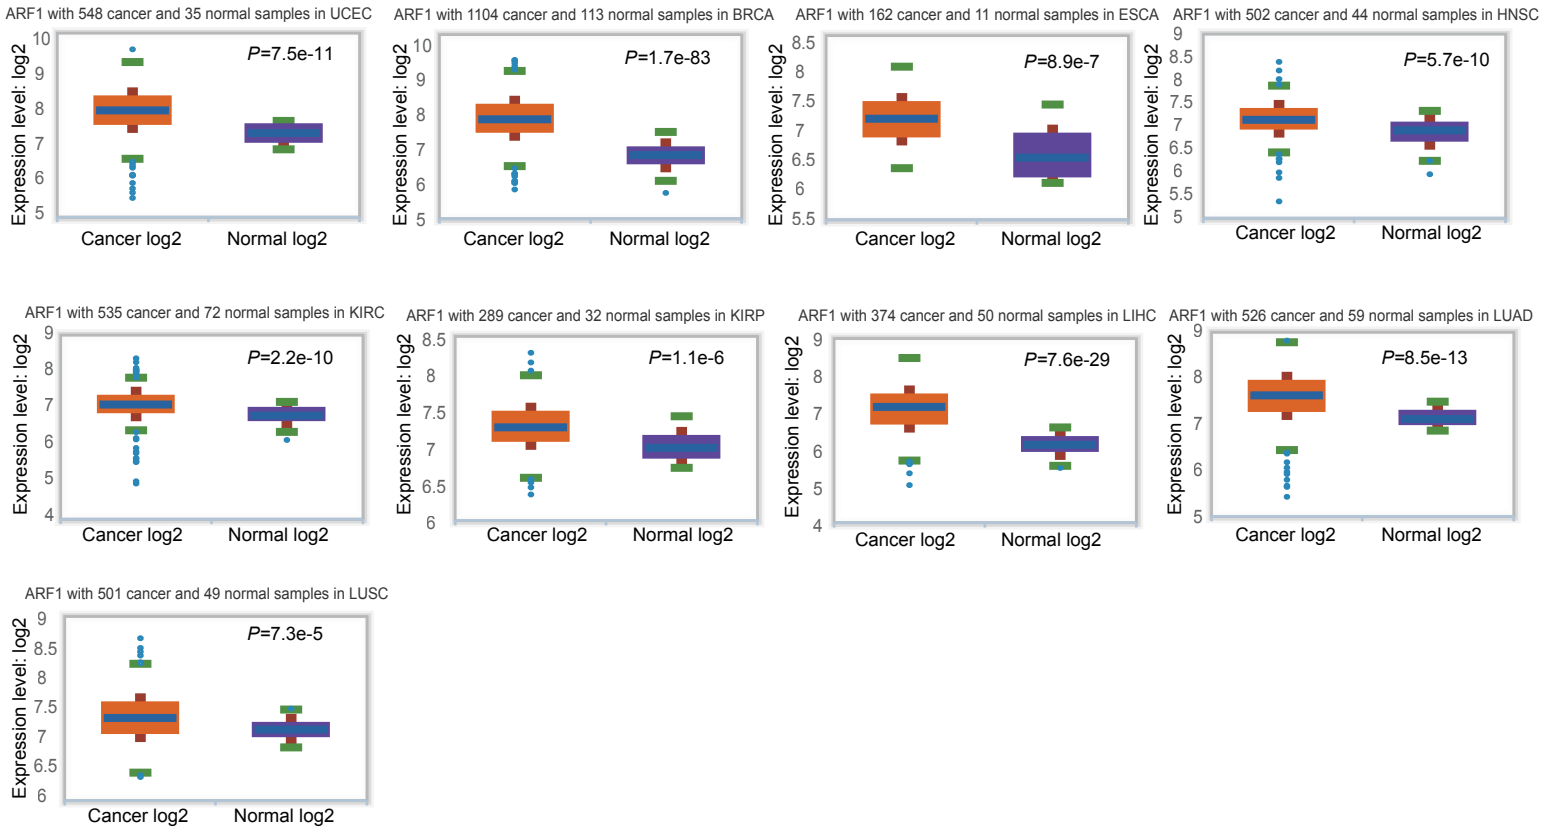 ARF1 with 548 cancer and 35 normal samples in UCEC
Expression level: log2
10
9
8
7
6
5
P=7.5e-11
Cancer log2
Normal log2
ARF1 with 1104 cancer and 113 normal samples in BRCA
Expression level: log2
10
9
8
7
6
5
P=1.7e-83
Cancer log2
Normal log2
ARF1 with 162 cancer and 11 normal samples in ESCA
Expression level: log2
8.5
8
7.5
7
6.5
6
5.5
P=8.9e-7
Cancer log2
Normal log2
ARF1 with 502 cancer and 44 normal samples in HNSC
Expression level: log2
9
8.5
8
7.5
7
6.5
6
5.5
5
P=5.7e-10
Cancer log2
Normal log2
ARF1 with 535 cancer and 72 normal samples in KIRC
Expression level: log2
9
8
7
6
5
4
P=2.2e-10
Cancer log2
Normal log2
ARF1 with 289 cancer and 32 normal samples in KIRP
Expression level: log2
8.5
8
7.5
7
6.5
6
P=1.1e-6
Cancer log2
Normal log2
ARF1 with 374 cancer and 50 normal samples in LIHC
Expression level: log2
9
8
7
6
5
4
P=7.6e-29
Cancer log2
Normal log2
ARF1 with 526 cancer and 59 normal samples in LUAD
Expression level: log2
9
8
7
6
5
P=8.5e-13
Cancer log2
Normal log2
ARF1 with 501 cancer and 49 normal samples in LUSC
Expression level: log2
9
8.5
8
7.5
7
6.5
6
P=7.3e-5
Cancer log2
Normal log2